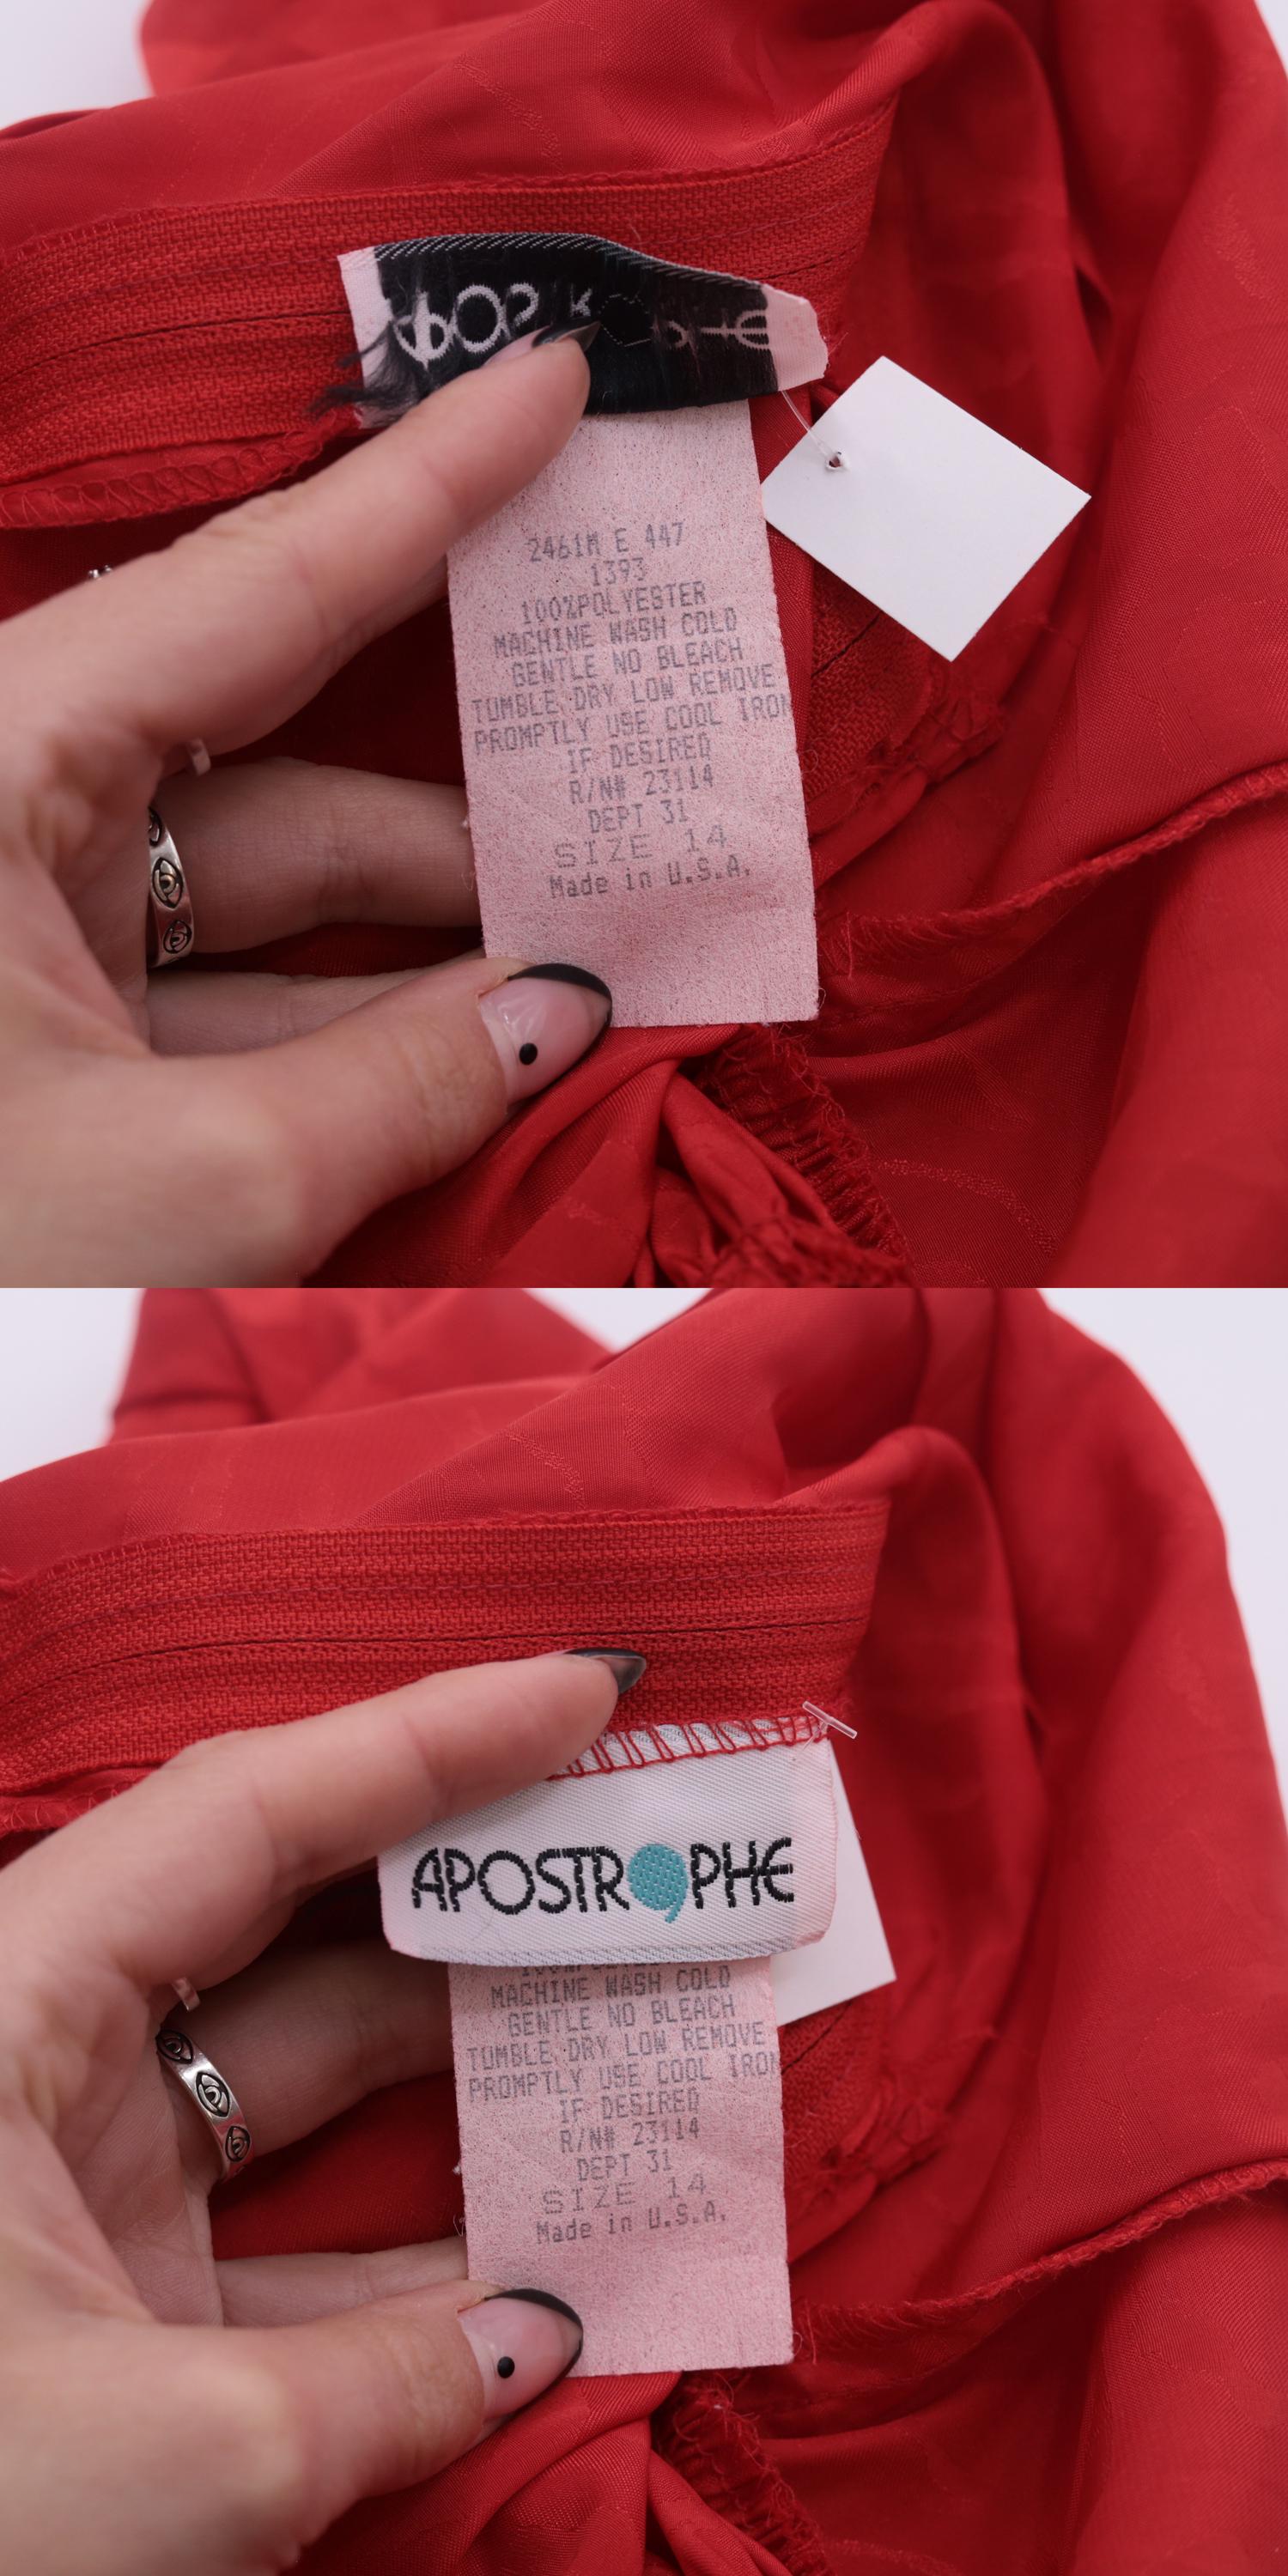 2461M E 447
1393
100%POLYESTER
MACHINE WASH COLD
GENTLE NO BLEACH
TUMBLE DRY LOW REMOVE
PROMPTLY USE COOL IRON
IF DESIRED
R/N# 23114
DEPT 31
SIZE 14
Made in U.S.A.
APOSTROPHE
MACHINE WASH COLD
GENTLE NO BLEACH
TUMBLE DRY LOW REMOVE
PROMPTLY USE COOL IRON
IF DESIRED
R/N# 23114
DEPT 31
SIZE 14
Made in U.S.A.